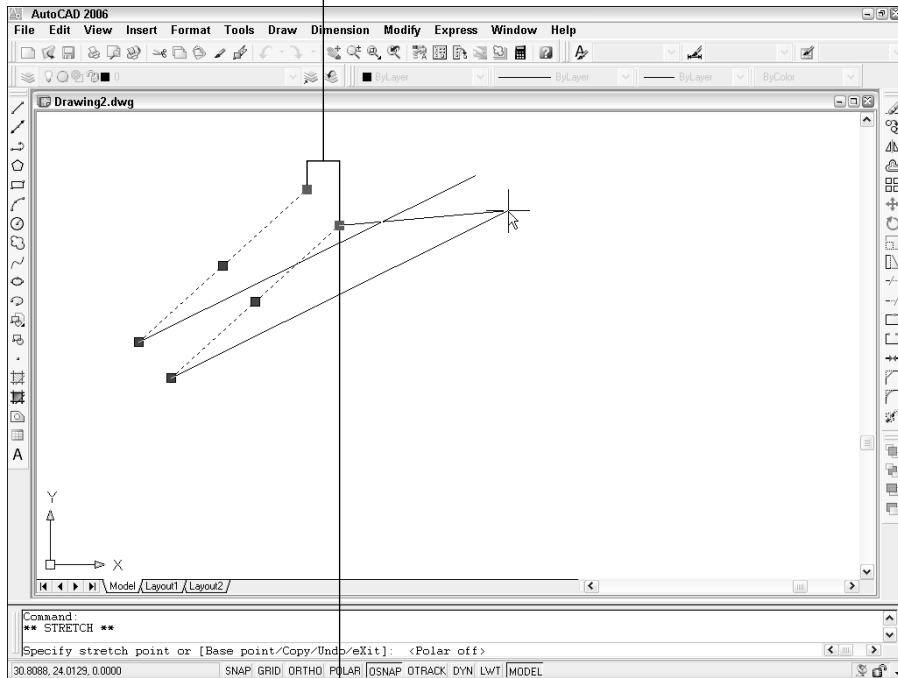 AutoCAD 2006
File Edit View Insert Format Tools Draw Dimension Modify Express Window Help
0 ByLayer ByLayer ByLayer ByColor
Drawing2.dwg
A
Y
X
Model Layout1 Layout2
Command:
** STRETCH **
Specify stretch point or [Base point/Copy/Undo/eXit]: <Polar off>
30.8088, 24.0129, 0.0000 SNAP GRID ORTHO POLAR OSNAP OTRACK DYN LWT MODEL